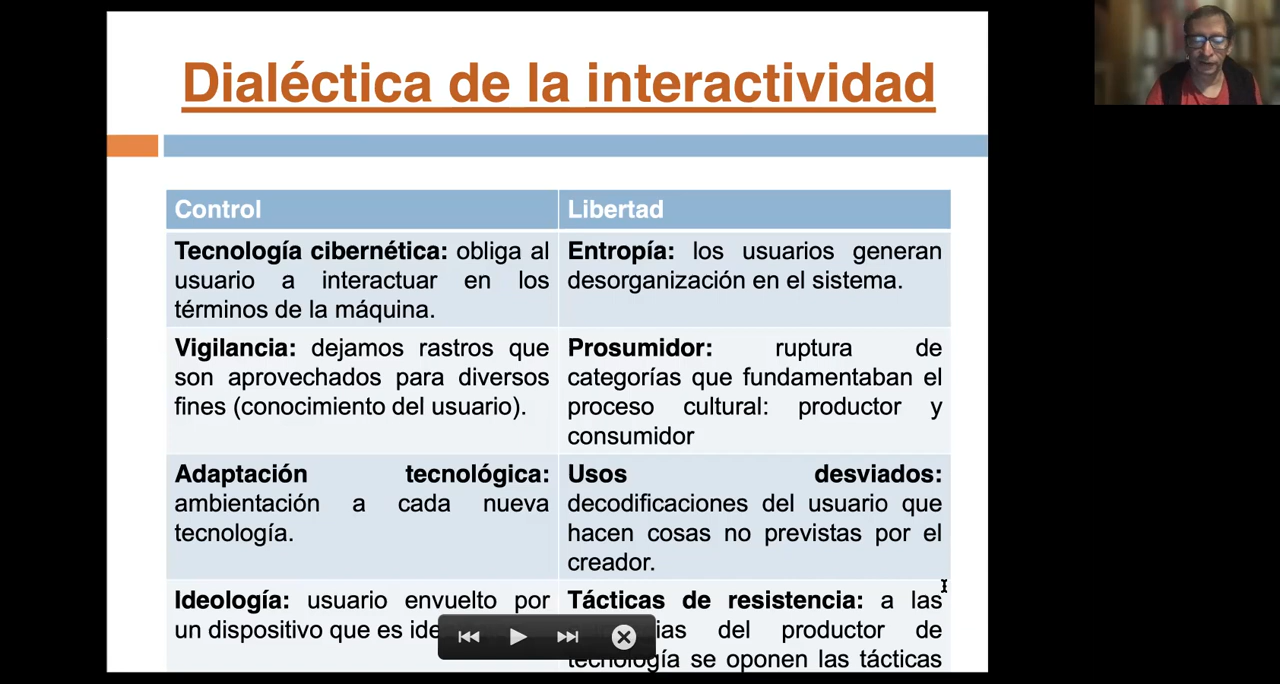 Dialéctica de la interactividad
Control
Libertad
Tecnología cibernética: obliga al
usuario a interactuar en los
términos de la máquina.
Entropía: los usuarios generan
desorganización en el sistema.
Vigilancia: dejamos rastros que
son aprovechados para diversos
fines (conocimiento del usuario).
Prosumidor: ruptura de
categorías que fundamentaban el
proceso cultural: productor y
consumidor
Adaptación tecnológica:
ambientación a cada nueva
tecnología.
Usos desviados:
decodificaciones del usuario que
hacen cosas no previstas por el
creador.
Ideología: usuario envuelto por
un dispositivo que es
Tácticas de resistencia: a las
del productor de
tecnología se oponen las tácticas